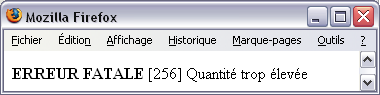 Mozilla Firefox
Fichier Édition Affichage Historique Marque-pages Outils ?
ERREUR FATALE [256] Quantité trop élevée